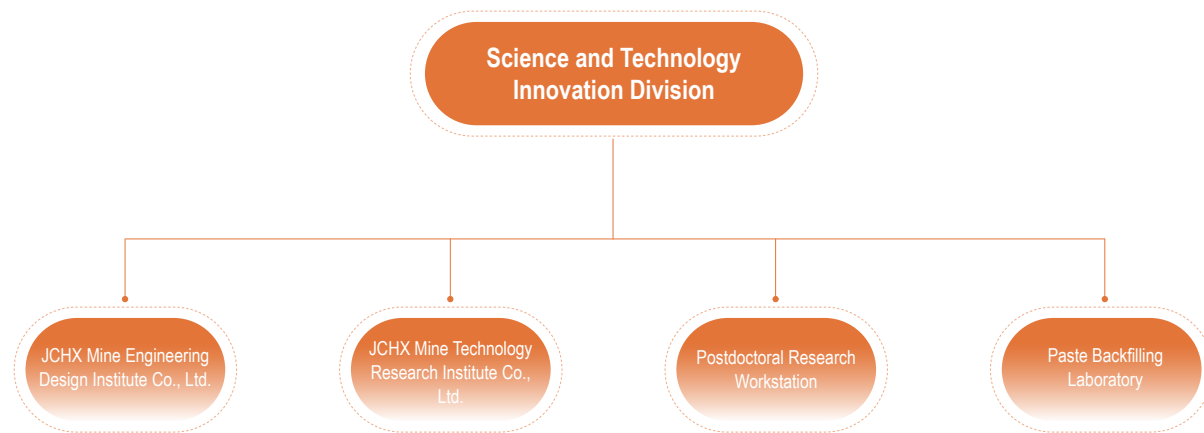 Science and Technology
Innovation Division
JCHX Mine Engineering
Design Institute Co., Ltd.
JCHX Mine Technology
Research Institute Co.,
Ltd.
Postdoctoral Research
Workstation
Paste Backfilling
Laboratory